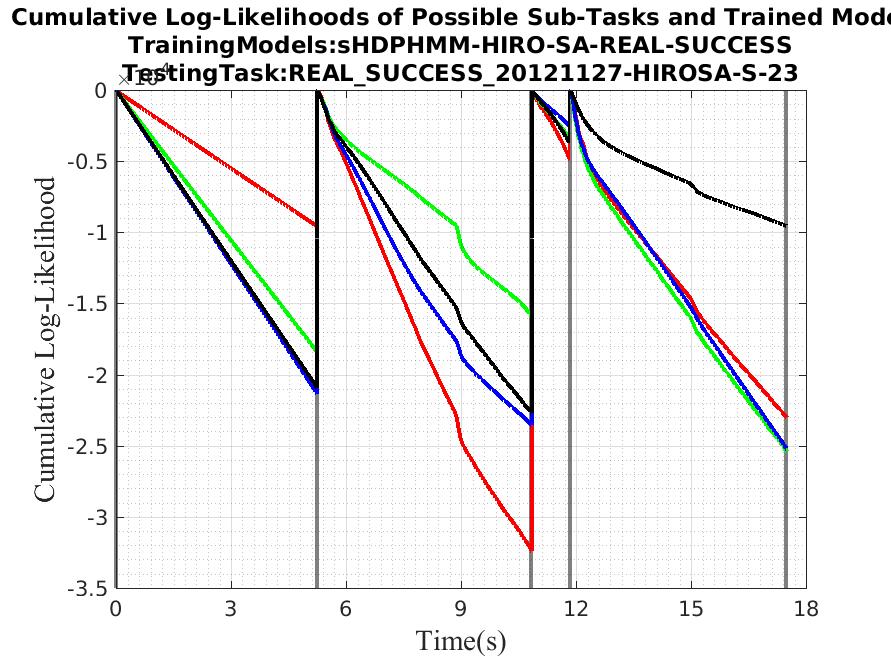 Cumulative Log-Likelihoods of Possible Sub-Tasks and Trained Mode
TrainingModels:sHDPHMM-HIRO-SA-REAL-SUCCESS
TestingTask:REAL_SUCCESS_20121127-HIROSA-S-23
×10⁴
0
-0.5
-1
-1.5
-2
-2.5
-3
-3.5
Cumulative Log-Likelihood
0 3 6 9 12 15 18
Time(s)